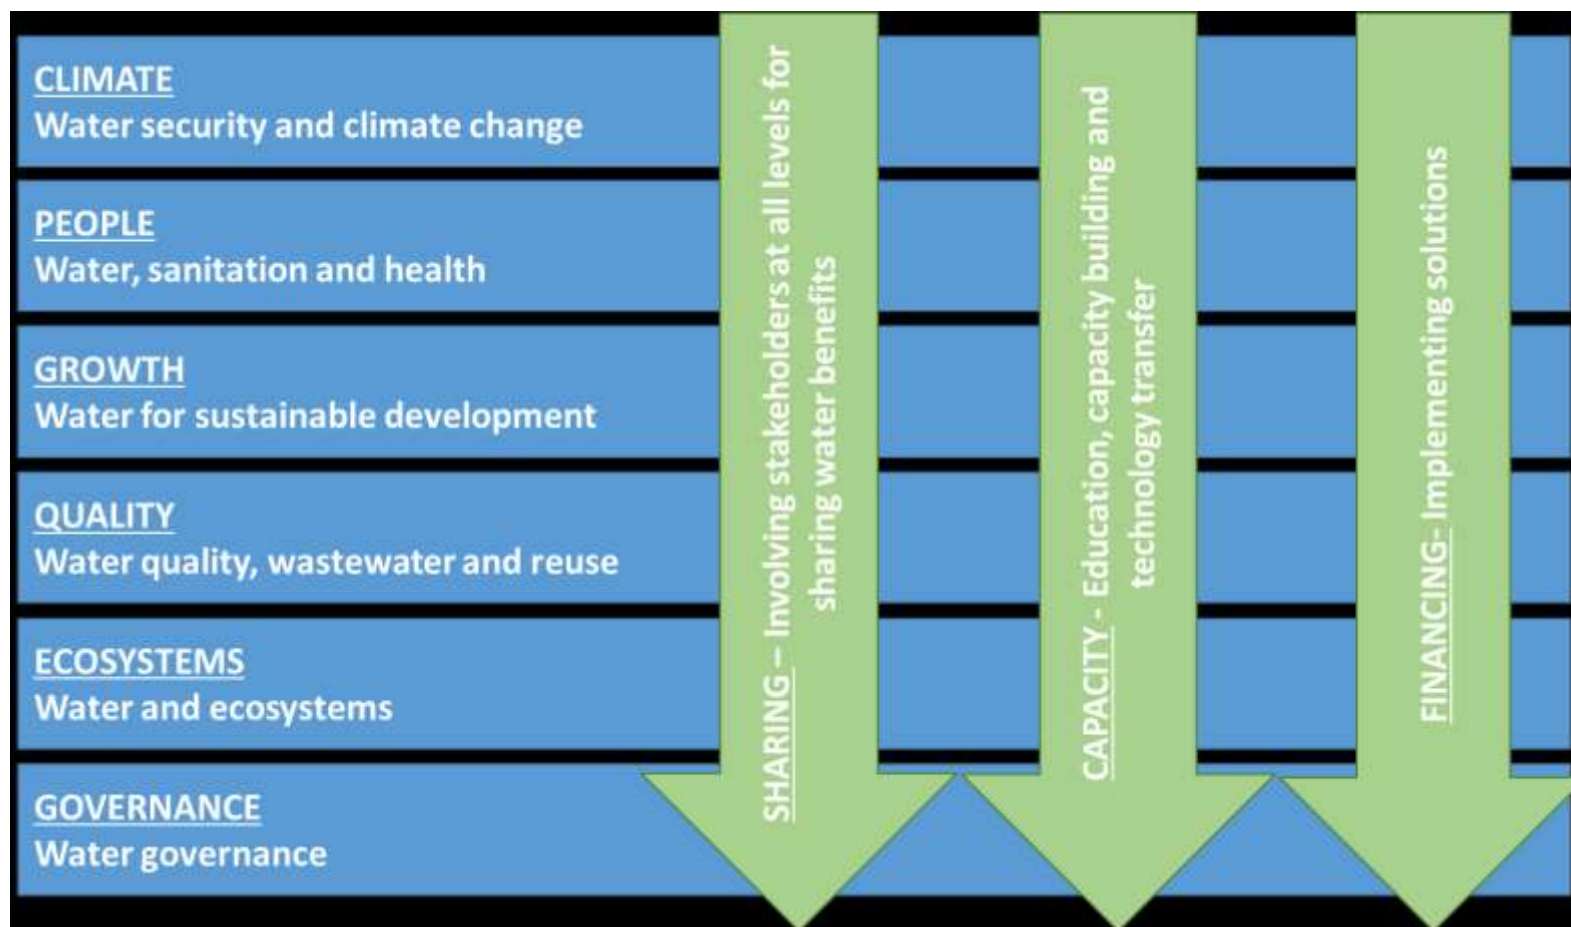 CLIMATE
Water security and climate change
PEOPLE
Water, sanitation and health
GROWTH
Water for sustainable development
QUALITY
Water quality, wastewater and reuse
ECOSYSTEMS
Water and ecosystems
GOVERNANCE
Water governance
SHARING – Involving stakeholders at all levels for
sharing water benefits
CAPACITY - Education, capacity building and
technology transfer
FINANCING- Implementing solutions